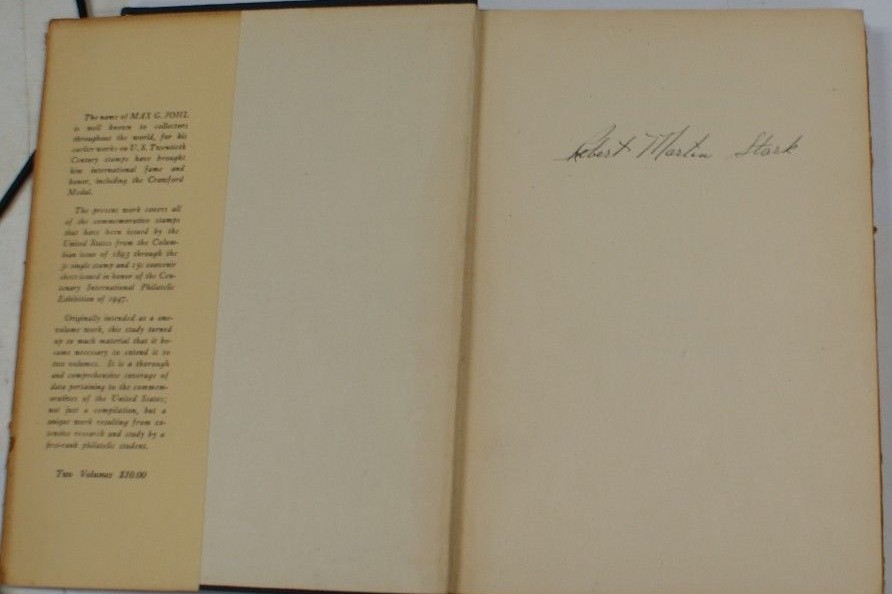 The name of MAX G. JOHL
is well known to collectors
throughout the world, for his
earlier works on U. S. Twentieth
Century stamps have brought
him international fame and
honor, including the Crawford
Medal.
The present work covers all
of the commemorative stamps
that have been issued by the
United States from the Colum-
bian issue of 1893 through the
3c single stamp and 15c souvenir
sheet issued in honor of the Cen-
tenary International Philatelic
Exhibition of 1947.
Originally intended as a one-
volume work, this study turned
up so much material that it be-
came necessary to extend it to
two volumes. It is a thorough
and comprehensive coverage of
data pertaining to the commem-
oratives of the United States;
not just a compilation, but a
unique work resulting from ex-
tensive research and study by a
first-rank philatelic student.
Two Volumes $10.00
Robert Martin Stark